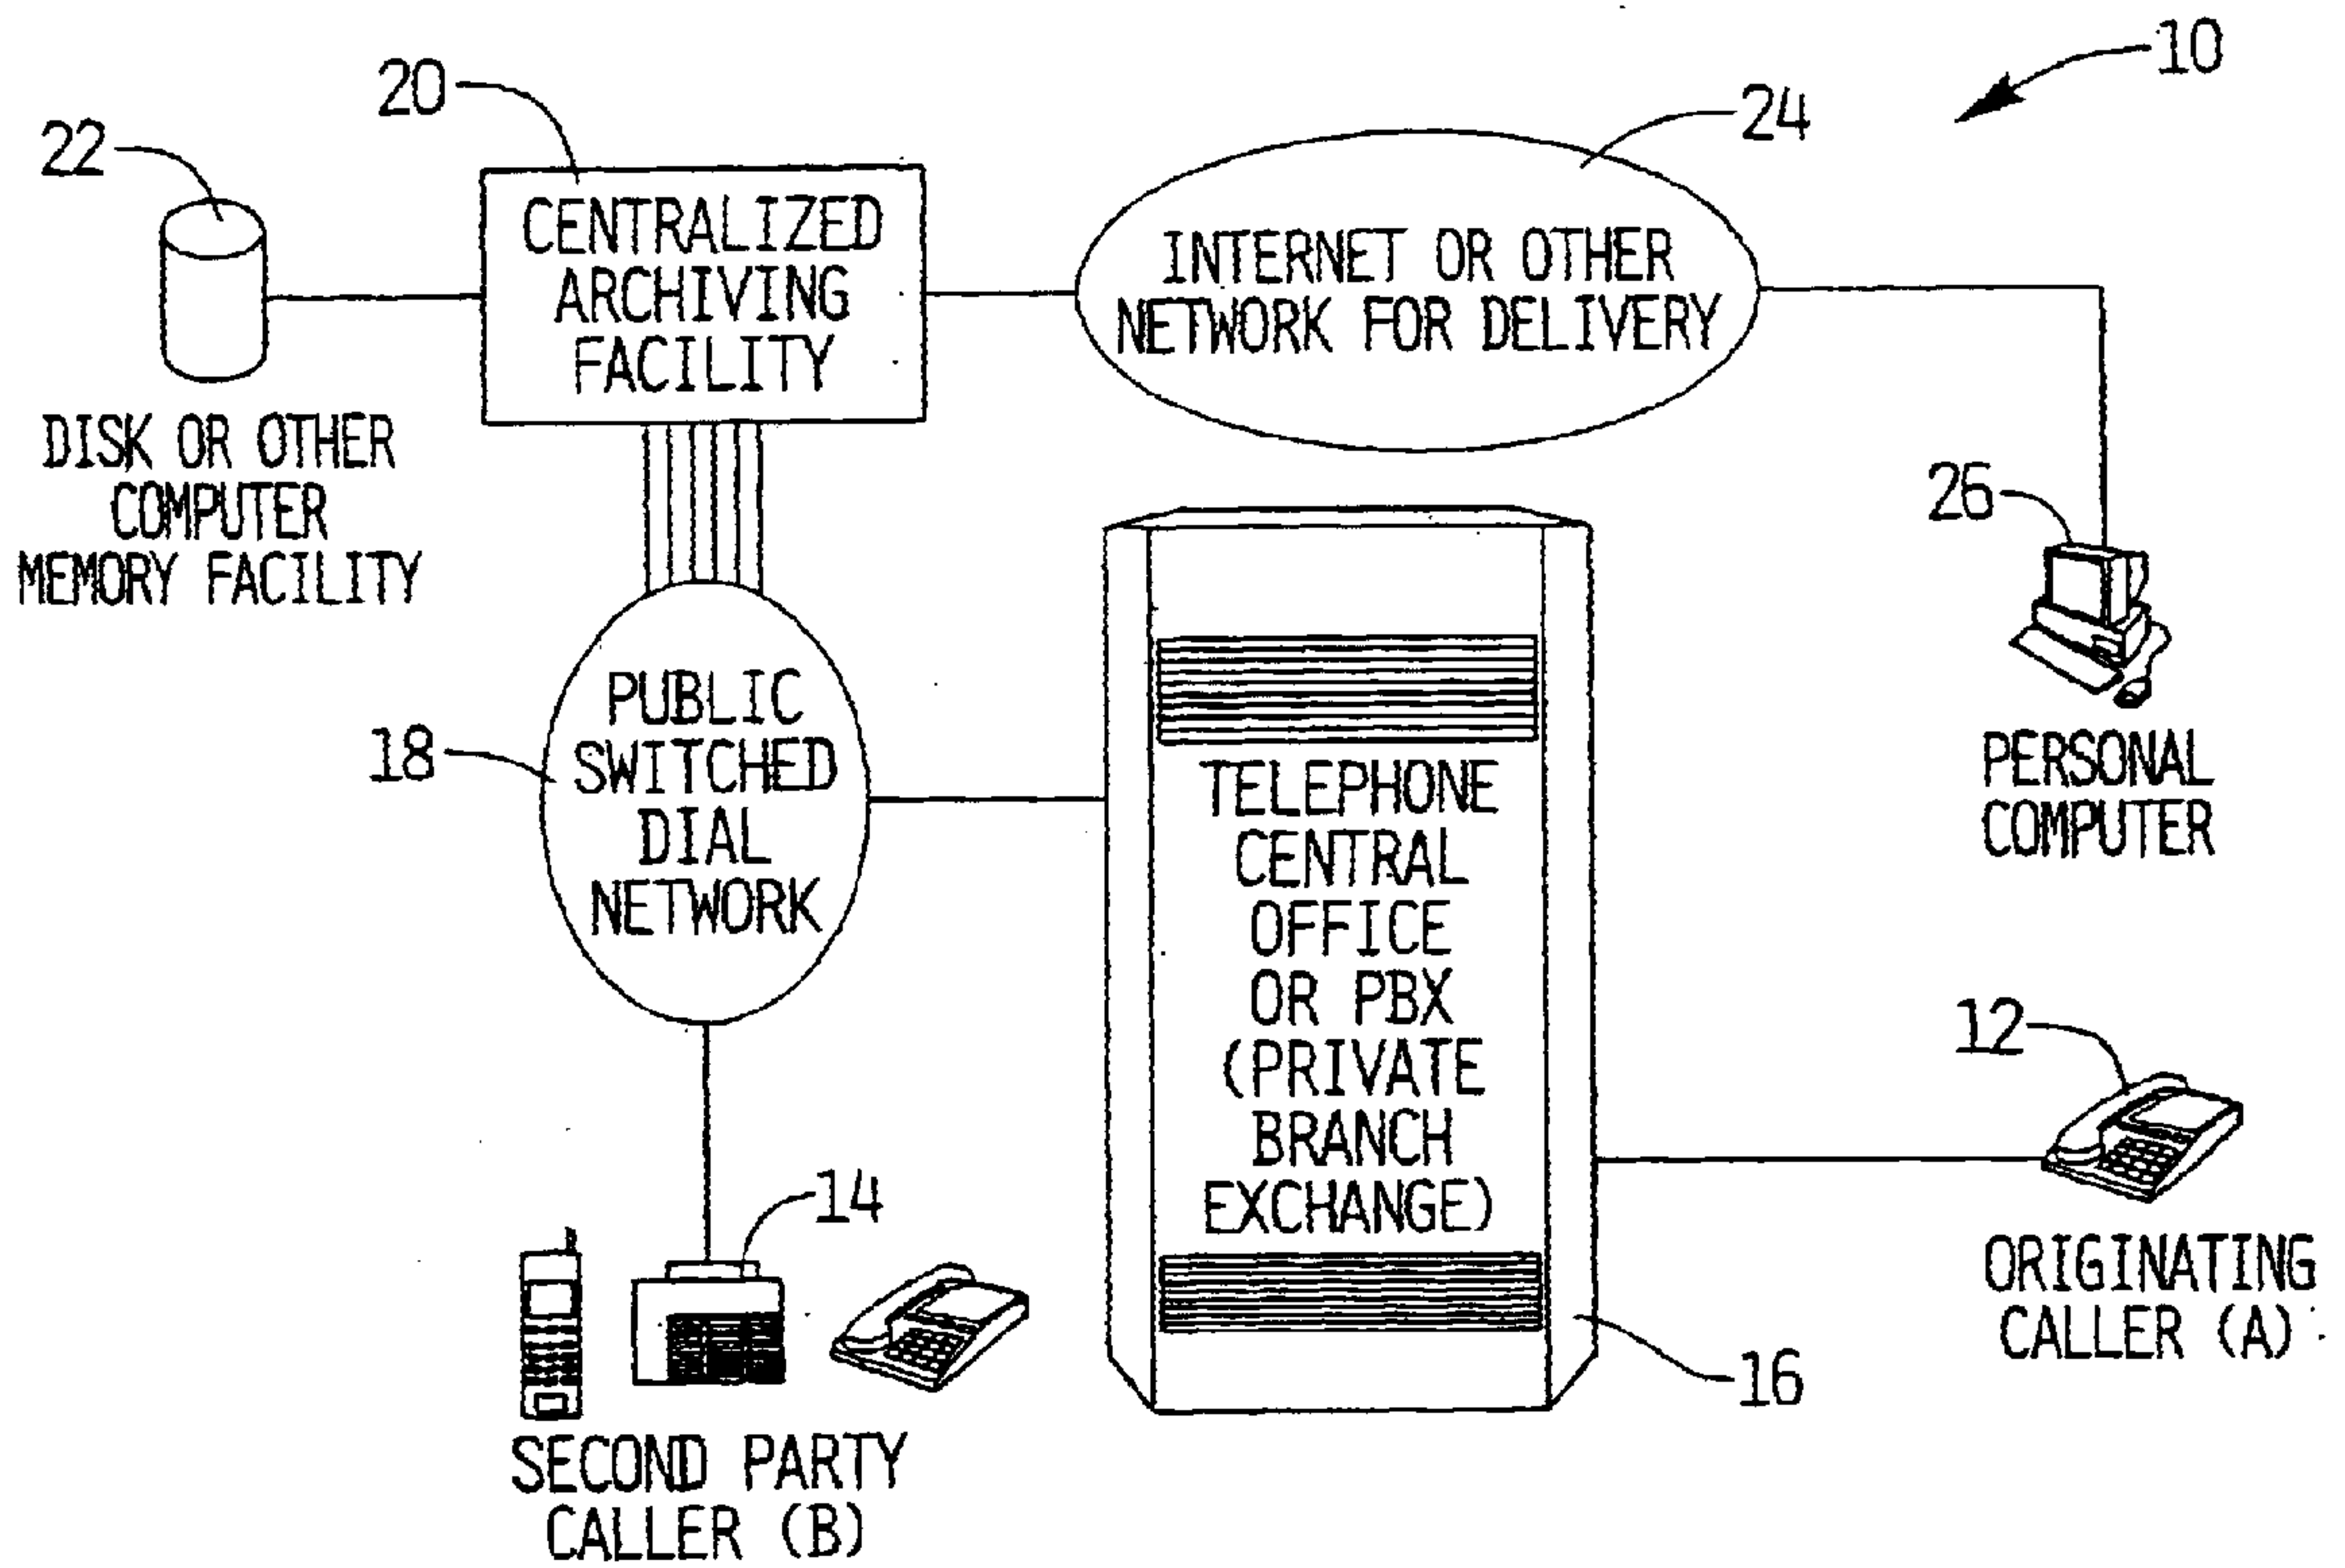 10
20
24
22
CENTRALIZED
ARCHIVING
FACILITY
INTERNET OR OTHER
NETWORK FOR DELIVERY
DISK OR OTHER
COMPUTER
MEMORY FACILITY
26
PERSONAL
COMPUTER
18
PUBLIC
SWITCHED
DIAL
NETWORK
TELEPHONE
CENTRAL
OFFICE
OR PBX
(PRIVATE
BRANCH
EXCHANGE)
12
ORIGINATING
CALLER (A)
14
16
SECOND PARTY
CALLER (B)